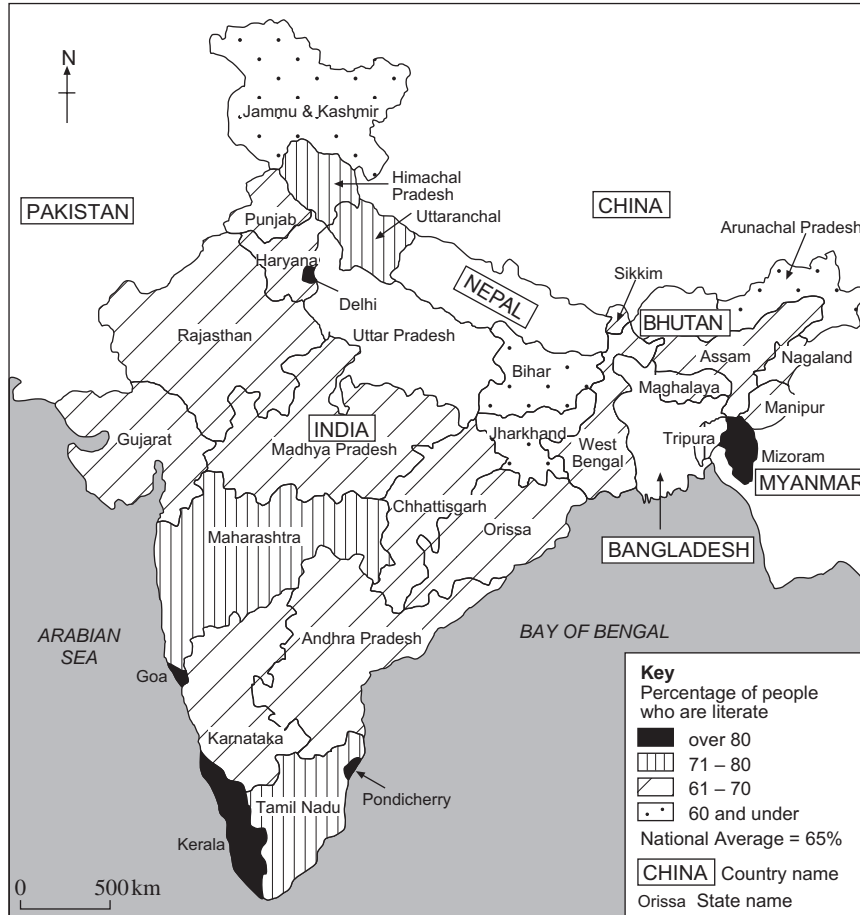 N
Jammu & Kashmir
Himachal
Pradesh
PAKISTAN
Punjab
Uttaranchal
CHINA
Arunachal Pradesh
Haryana
Delhi
NEPAL
Sikkim
BHUTAN
Rajasthan
Uttar Pradesh
Assam
Nagaland
Bihar
Maghalaya
Manipur
Gujarat
INDIA
Madhya Pradesh
Jharkhand
West
Bengal
Tripura
Mizoram
MYANMAR
Chhattisgarh
Orissa
Maharashtra
BANGLADESH
ARABIAN
SEA
Andhra Pradesh
BAY OF BENGAL
Goa
Karnataka
Pondicherry
Tamil Nadu
Kerala
0 500 km
Key
Percentage of people
who are literate
over 80
71 – 80
61 – 70
60 and under
National Average = 65%
CHINA Country name
Orissa State name